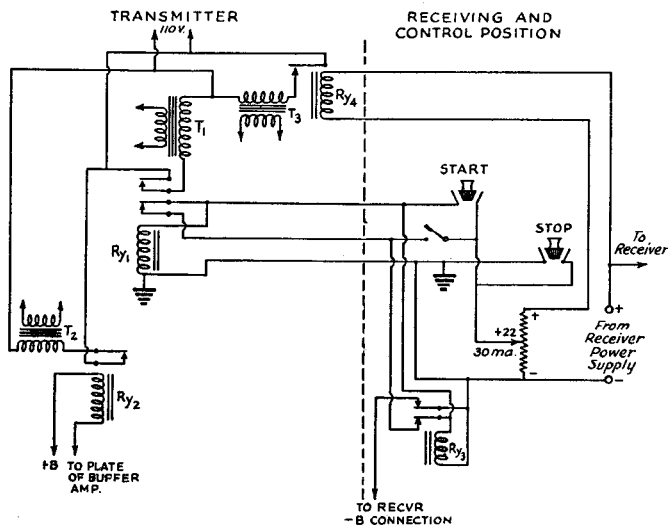 TRANSMITTER
110V.
RECEIVING AND
CONTROL POSITION
Ry4
T1
T3
START
STOP
To
Receiver
Ry1
T2
+22
30 ma.
+
-
+
From
Receiver
Power
Supply
-
Ry2
Ry3
+B TO PLATE
OF BUFFER
AMP.
TO RECVR
-B CONNECTION